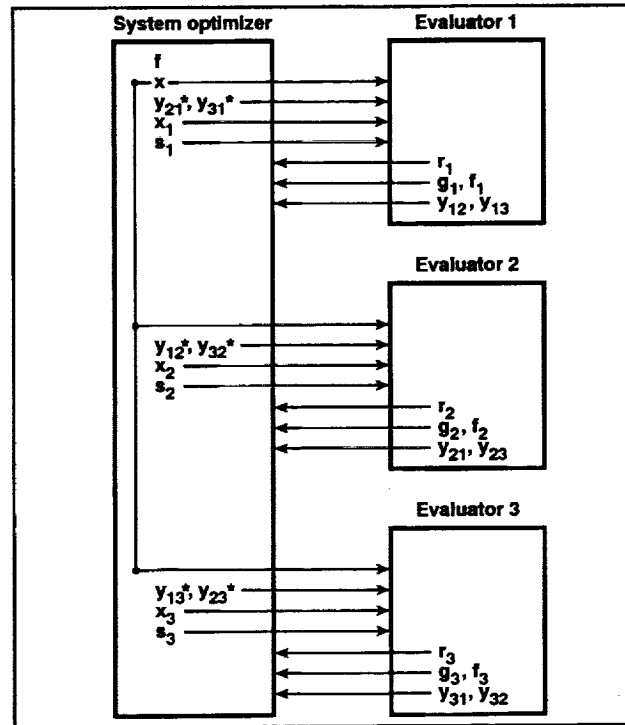 System optimizer
Evaluator 1
f
x
y21*, y31*
x1
s1
r1
g1, f1
y12, y13
Evaluator 2
y12*, y32*
x2
s2
r2
g2, f2
y21, y23
Evaluator 3
y13*, y23*
x3
s3
r3
g3, f3
y31, y32